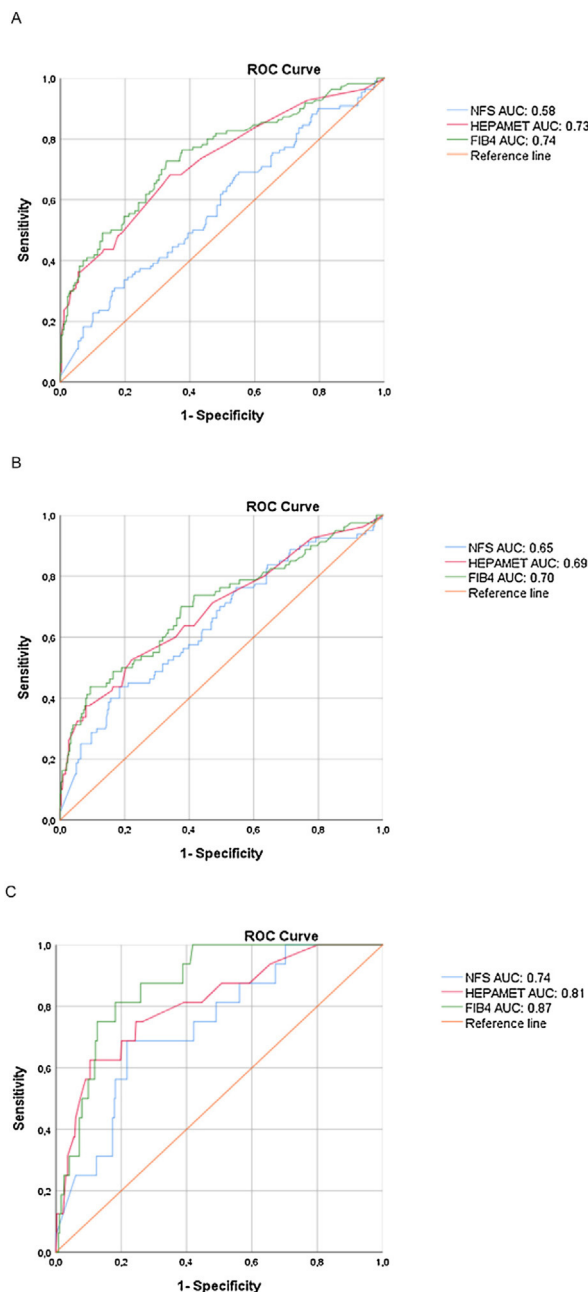 A
ROC Curve
1,0
0,8
0,6
0,4
0,2
0,0
0,0 0,2 0,4 0,6 0,8 1,0
Sensitivity
1- Specificity
NFS AUC: 0.58
HEPAMET AUC: 0.73
FIB4 AUC: 0.74
Reference line
B
ROC Curve
1,0
0,8
0,6
0,4
0,2
0,0
0,0 0,2 0,4 0,6 0,8 1,0
Sensitivity
1- Specificity
NFS AUC: 0.65
HEPAMET AUC: 0.69
FIB4 AUC: 0.70
Reference line
C
ROC Curve
1,0
0,8
0,6
0,4
0,2
0,0
0,0 0,2 0,4 0,6 0,8 1,0
Sensitivity
1- Specificity
NFS AUC: 0.74
HEPAMET AUC: 0.81
FIB4 AUC: 0.87
Reference line